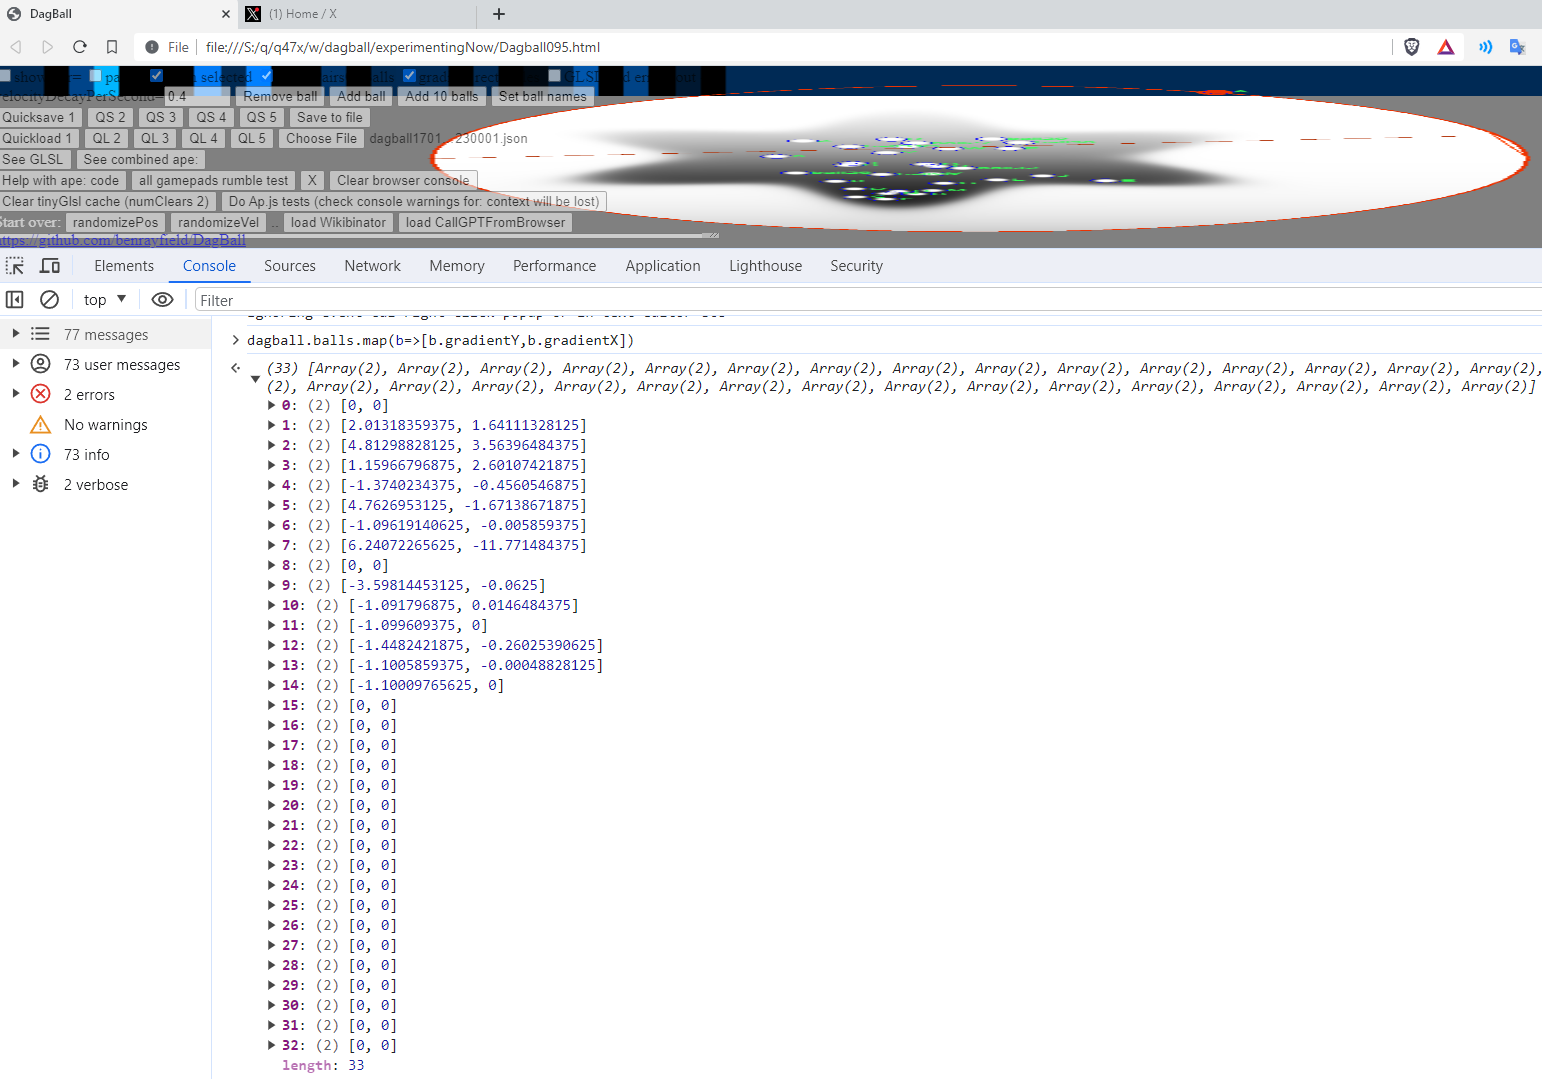 DagBall
(1) Home / X
File
file:///S:/q/q47x/w/dagball/experimentingNow/Dagball095.html
selected
GLSL
velocityDecayPerSecond= 0.4 Remove ball Add ball Add 10 balls Set ball names
Quicksave 1 QS 2 QS 3 QS 4 QS 5 Save to file
Quickload 1 QL 2 QL 3 QL 4 QL 5 Choose File dagball1701...230001.json
See GLSL See combined ape:
Help with ape: code all gamepads rumble test X Clear browser console
Clear tinyGlsl cache (numClears 2) Do Ap.js tests (check console warnings for: context will be lost)
Start over: randomizePos randomizeVel .. load Wikibinator load CallGPTFromBrowser
https://github.com/benrayfield/DagBall
Elements Console Sources Network Memory Performance Application Lighthouse Security
top Filter
77 messages
73 user messages
2 errors
No warnings
73 info
2 verbose
dagball.balls.map(b=>[b.gradientY,b.gradientX])
(33) [Array(2), Array(2), Array(2), Array(2), Array(2), Array(2), Array(2), Array(2), Array(2), Array(2), Array(2), Array(2), Array(2), Array(2), Array(2), Array(2), Array(2), Array(2),
(2), Array(2), Array(2), Array(2), Array(2), Array(2), Array(2), Array(2), Array(2), Array(2), Array(2), Array(2), Array(2), Array(2), Array(2), Array(2)]
0: (2) [0, 0]
1: (2) [2.01318359375, 1.64111328125]
2: (2) [4.81298828125, 3.56396484375]
3: (2) [1.15966796875, 2.60107421875]
4: (2) [-1.3740234375, -0.4560546875]
5: (2) [4.7626953125, -1.67138671875]
6: (2) [-1.09619140625, -0.005859375]
7: (2) [6.24072265625, -11.771484375]
8: (2) [0, 0]
9: (2) [-3.59814453125, -0.0625]
10: (2) [-1.091796875, 0.0146484375]
11: (2) [-1.099609375, 0]
12: (2) [-1.4482421875, -0.26025390625]
13: (2) [-1.1005859375, -0.00048828125]
14: (2) [-1.10009765625, 0]
15: (2) [0, 0]
16: (2) [0, 0]
17: (2) [0, 0]
18: (2) [0, 0]
19: (2) [0, 0]
20: (2) [0, 0]
21: (2) [0, 0]
22: (2) [0, 0]
23: (2) [0, 0]
24: (2) [0, 0]
25: (2) [0, 0]
26: (2) [0, 0]
27: (2) [0, 0]
28: (2) [0, 0]
29: (2) [0, 0]
30: (2) [0, 0]
31: (2) [0, 0]
32: (2) [0, 0]
length: 33